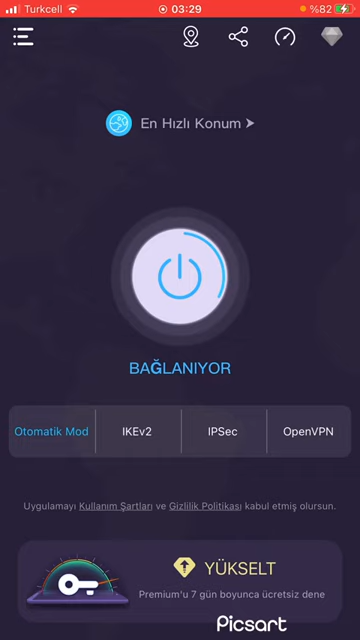 Turkcell 03:29 %82
En Hızlı Konum
BAĞLANIYOR
Otomatik Mod IKEv2 IPSec OpenVPN
Uygulamayı Kullanım Şartları ve Gizlilik Politikası kabul etmiş olursun.
YÜKSELT
Premium'u 7 gün boyunca ücretsiz dene
Picsart